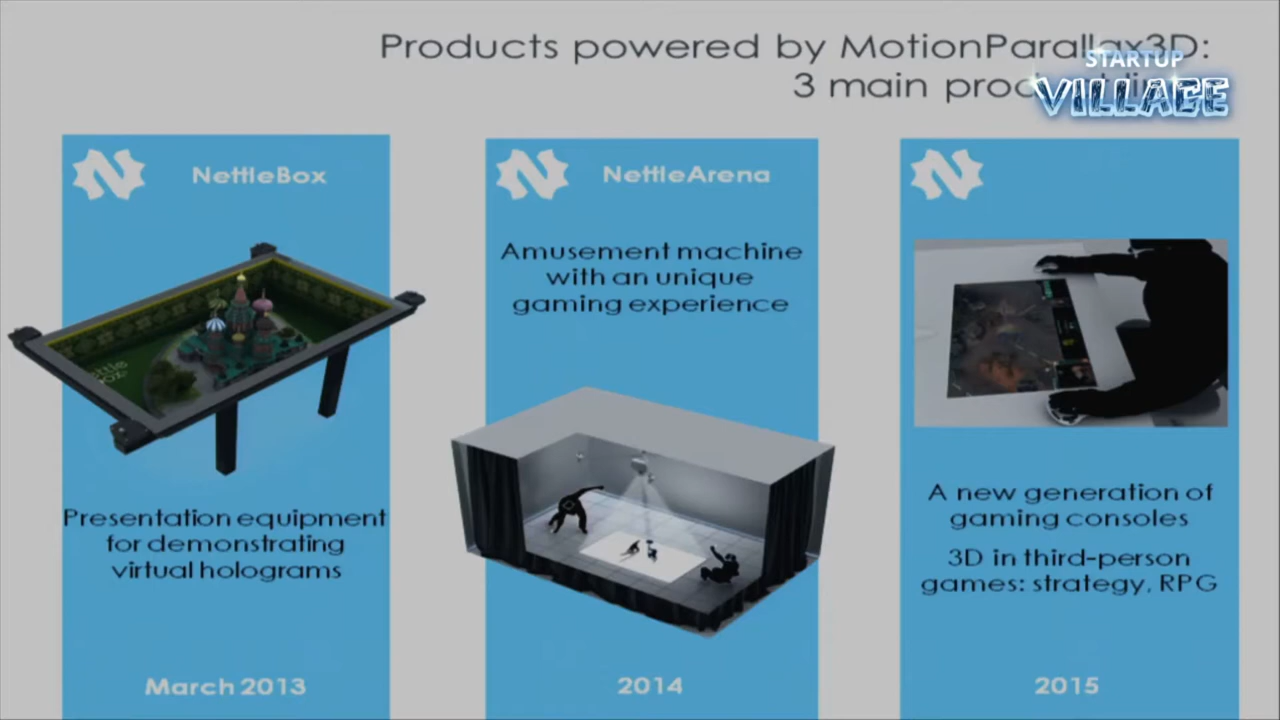 Products powered by MotionParallax3D:
3 main product
STARTUP
VILLAGE
NettleBox
Presentation equipment
for demonstrating
virtual holograms
March 2013
NettleArena
Amusement machine
with an unique
gaming experience
2014
A new generation of
gaming consoles
3D in third-person
games: strategy, RPG
2015